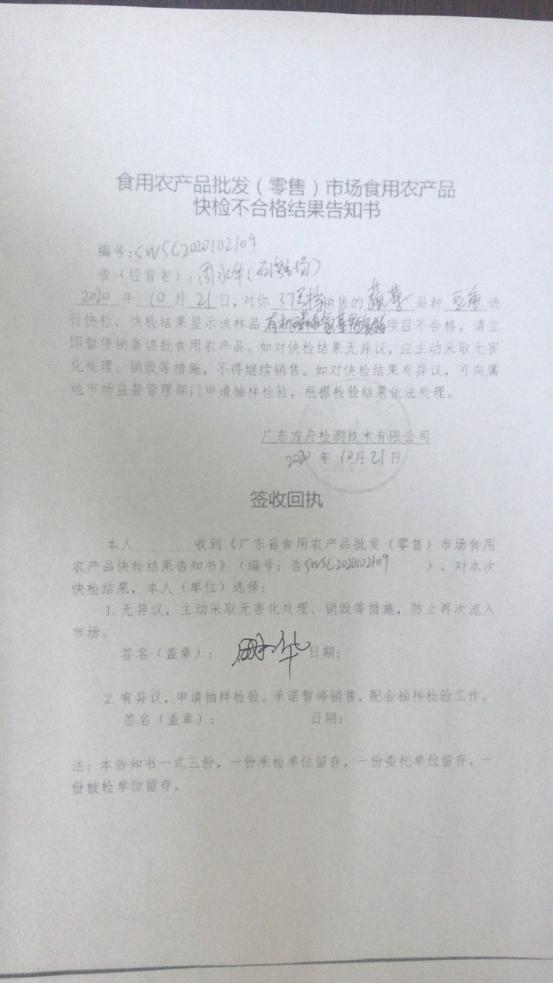 食用农产品批发（零售）市场食用农产品
快检不合格结果告知书
编号：SWSC2020102109
告（经营者）：周永华（
2020 年 10 月 21 日，对你 37号档销售的 蔬菜 品种 豆角 进
行快检，快检结果显示该样品 项目不合格，请立
即暂停销售该批食用农产品。如对快检结果无异议，应主动采取无害
化处理、销毁等措施，不得继续销售。如对快检结果有异议，可向属
地市场监督管理部门申请抽样检验，根据检验结果依法处理。
广东方舟检测技术有限公司
2020 年 10月 21 日
签收回执
本人 收到《广东省食用农产品批发（零售）市场食用
农产品快检结果告知书》（编号：告SWSC2020102109 ）。对本次
快检结果，本人（单位）选择：
1. 无异议，主动采取无害化处理、销毁等措施，防止再次流入
市场。
签名（盖章）： 周永华 日期：
2. 有异议，申请抽样检验。承诺暂停销售，配合抽样检验工作。
签名（盖章）： 日期：
注：本告知书一式三份，一份承检单位留存，一份委托单位留存，一
份被检单位留存。